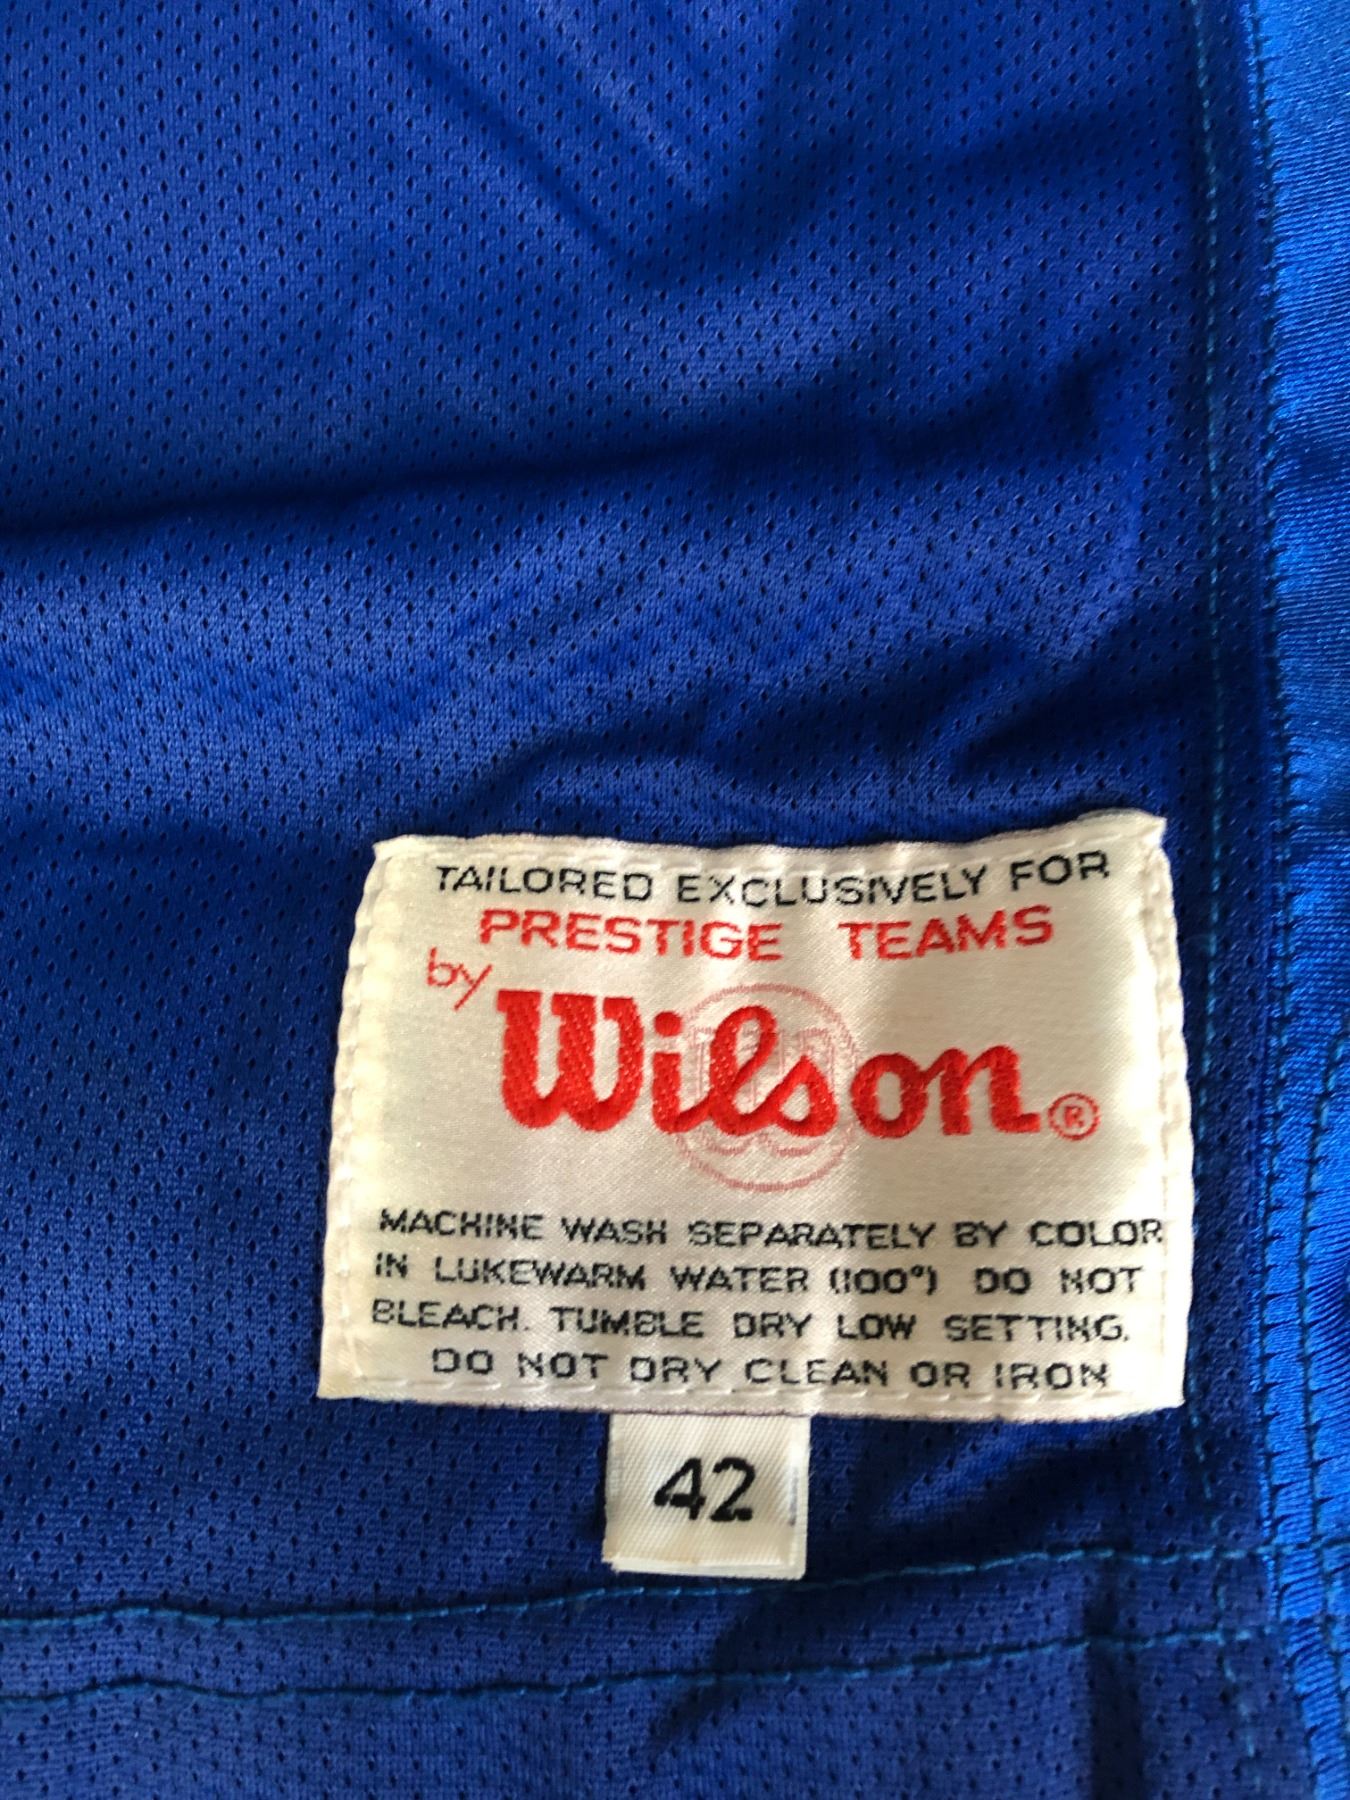 TAILORED EXCLUSIVELY FOR
PRESTIGE TEAMS
by
Wilson®
MACHINE WASH SEPARATELY BY COLOR
IN LUKEWARM WATER (100°) DO NOT
BLEACH. TUMBLE DRY LOW SETTING.
DO NOT DRY CLEAN OR IRON
42